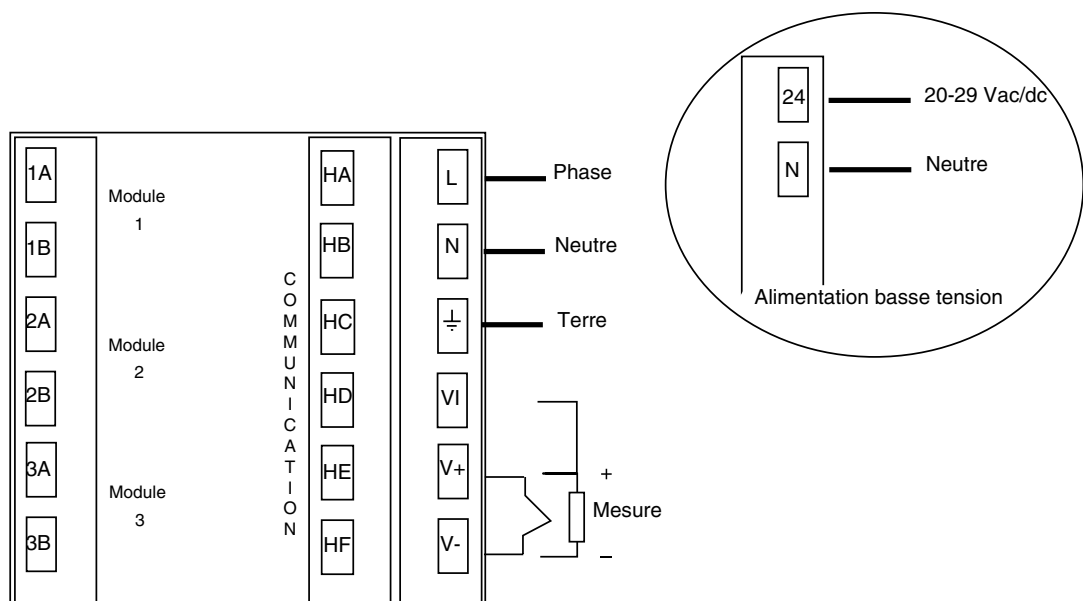 24
20-29 Vac/dc
N
Neutre
Alimentation basse tension
1A
1B
2A
2B
3A
3B
Module
1
Module
2
Module
3
COMMUNICATION
HA
HB
HC
HD
HE
HF
L
Phase
N
Neutre
Terre
VI
V+
V-
+
Mesure
–